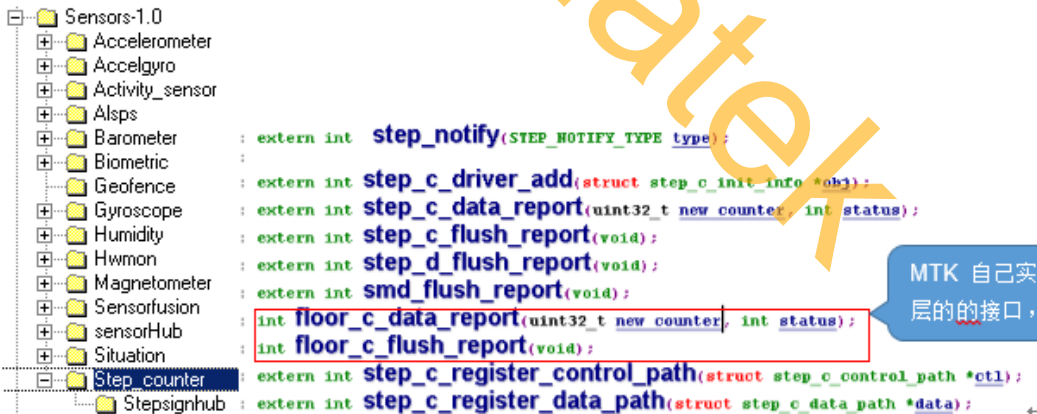 Sensors-1.0
Accelerometer
Accelgyro
Activity_sensor
Alsps
Barometer
Biometric
Geofence
Gyroscope
Humidity
Hwmon
Magnetometer
Sensorfusion
sensorHub
Situation
Step_counter
Stepsignhub
: extern int step_notify(STEP_NOTIFY_TYPE type);
:
: extern int step_c_driver_add(struct step_c_init_info *obj);
: extern int step_c_data_report(uint32_t new_counter, int status);
: extern int step_c_flush_report(void);
: extern int step_d_flush_report(void);
: extern int smd_flush_report(void);
: int floor_c_data_report(uint32_t new_counter, int status);
: int floor_c_flush_report(void);
: extern int step_c_register_control_path(struct step_c_control_path *ctl);
: extern int step_c_register_data_path(struct step_c_data_path *data);
MTK 自己实
层的的接口，
atek